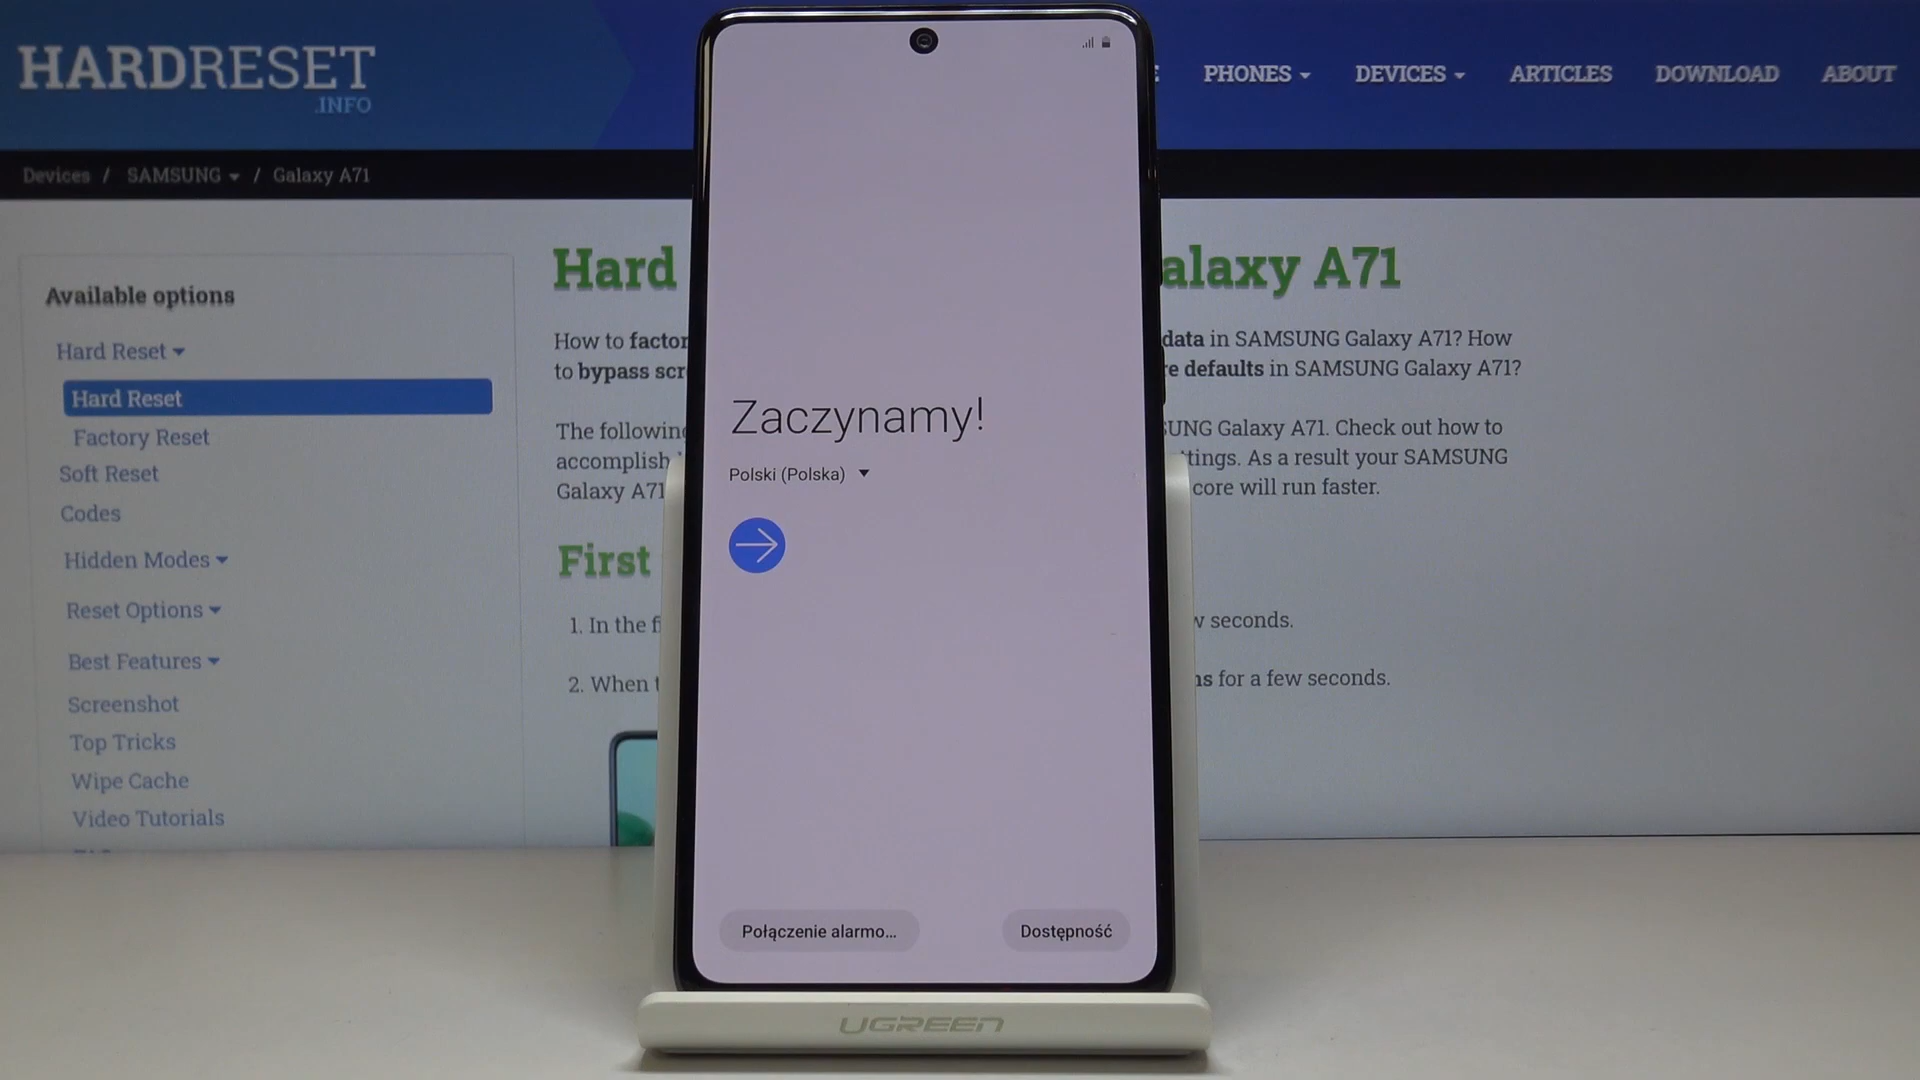 HARDRESET
.INFO
PHONES
DEVICES
ARTICLES
DOWNLOAD
ABOUT
Devices / SAMSUNG / Galaxy A71
Available options
Hard Reset
Hard Reset
Factory Reset
Soft Reset
Codes
Hidden Modes
Reset Options
Best Features
Screenshot
Top Tricks
Wipe Cache
Video Tutorials
Hard alaxy A71
How to factor data in SAMSUNG Galaxy A71? How
to bypass scr e defaults in SAMSUNG Galaxy A71?
The following UNG Galaxy A71. Check out how to
accomplish ttings. As a result your SAMSUNG
Galaxy A71 core will run faster.
First
1. In the fi seconds.
2. When t for a few seconds.
Zaczynamy!
Polski (Polska)
Połączenie alarmo...
Dostępność
UGREEN